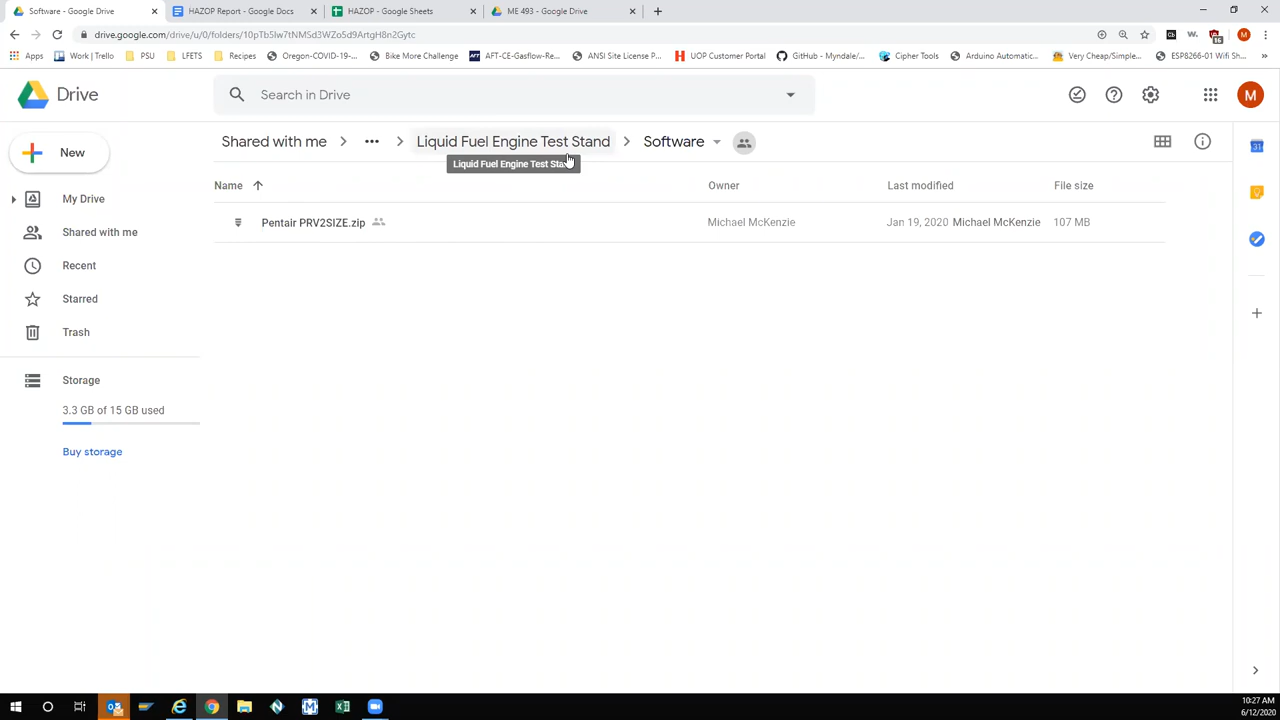 Software - Google Drive
HAZOP Report - Google Docs
HAZOP - Google Sheets
ME 493 - Google Drive
drive.google.com/drive/u/0/folders/10pTb5Iw7tNMSd3WZo5d9ArtgH8n2Gytc
Apps
Work | Trello
PSU
LFETS
Recipes
Oregon-COVID-19-...
Bike More Challenge
AFT-CE-Gasflow-Re...
ANSI Site License P...
UOP Customer Portal
GitHub - Myndale/...
Cipher Tools
Arduino Automatic...
Very Cheap/Simple...
ESP8266-01 Wifi Sh...
Drive
Search in Drive
M
New
Shared with me
Liquid Fuel Engine Test Stand
Software
Liquid Fuel Engine Test Sta
My Drive
Shared with me
Recent
Starred
Trash
Storage
3.3 GB of 15 GB used
Buy storage
Name
Owner
Last modified
File size
Pentair PRV2SIZE.zip
Michael McKenzie
Jan 19, 2020 Michael McKenzie
107 MB
10:27 AM
6/12/2020